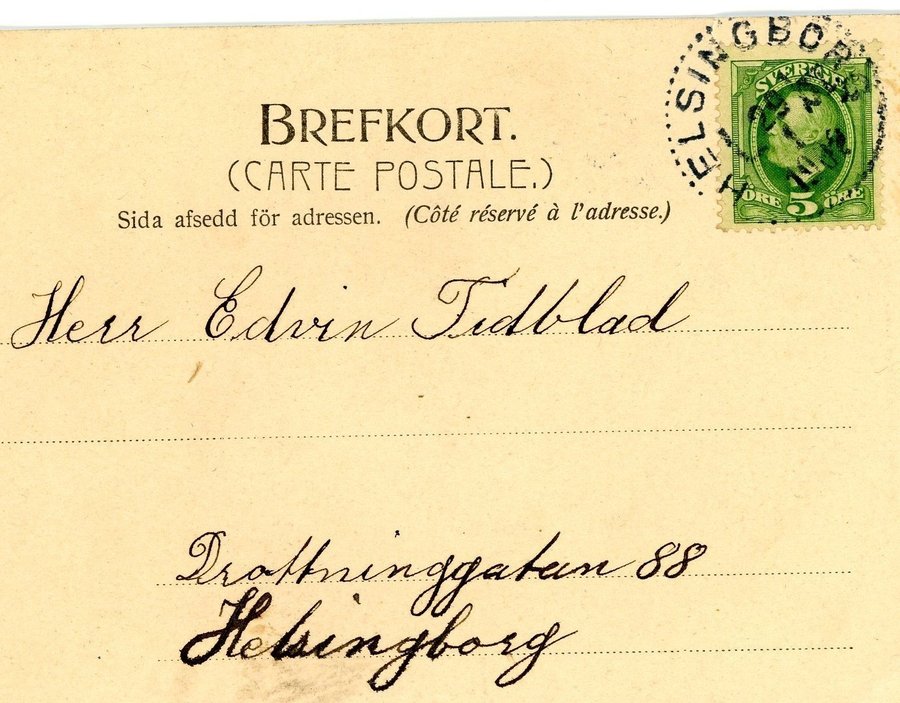 HELSINGBORG
SVERIGE
1902
5
ÖRE ÖRE
BREFKORT.
(CARTE POSTALE.)
Sida afsedd för adressen. (Côté réservé à l'adresse.)
Herr Edvin Tidblad
Drottninggatan 88
Helsingborg